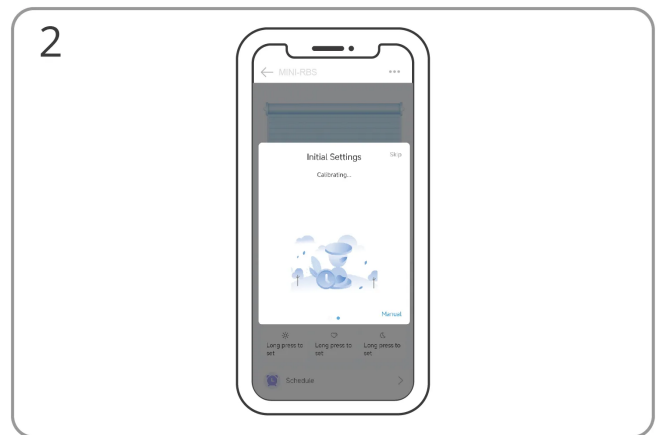 2
MINI-RBS
Initial Settings
Skip
Calibrating...
Manual
Long press to set
Long press to set
Long press to set
Schedule